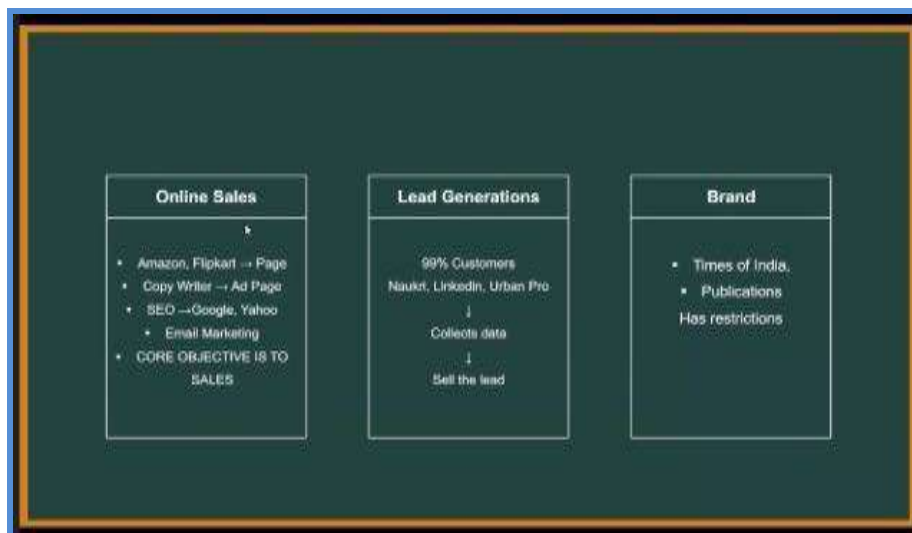 Online Sales
• Amazon, Flipkart → Page
• Copy Writer → Ad Page
• SEO →Google, Yahoo
• Email Marketing
• CORE OBJECTIVE IS TO
SALES
Lead Generations
99% Customers
Naukri, Linkedin, Urban Pro
↓
Collects data
↓
Sell the lead
Brand
• Times of India,
• Publications
Has restrictions